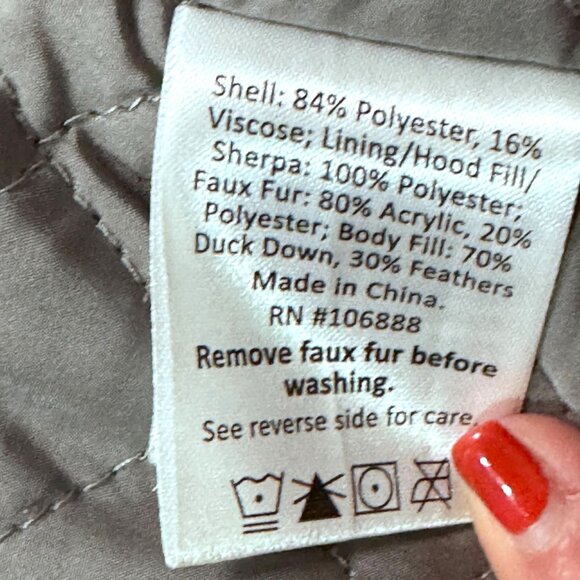 Shell: 84% Polyester, 16%
Viscose; Lining/Hood Fill/
Sherpa: 100% Polyester;
Faux Fur: 80% Acrylic, 20%
Polyester; Body Fill: 70%
Duck Down, 30% Feathers
Made in China.
RN #106888
Remove faux fur before
washing.
See reverse side for care.